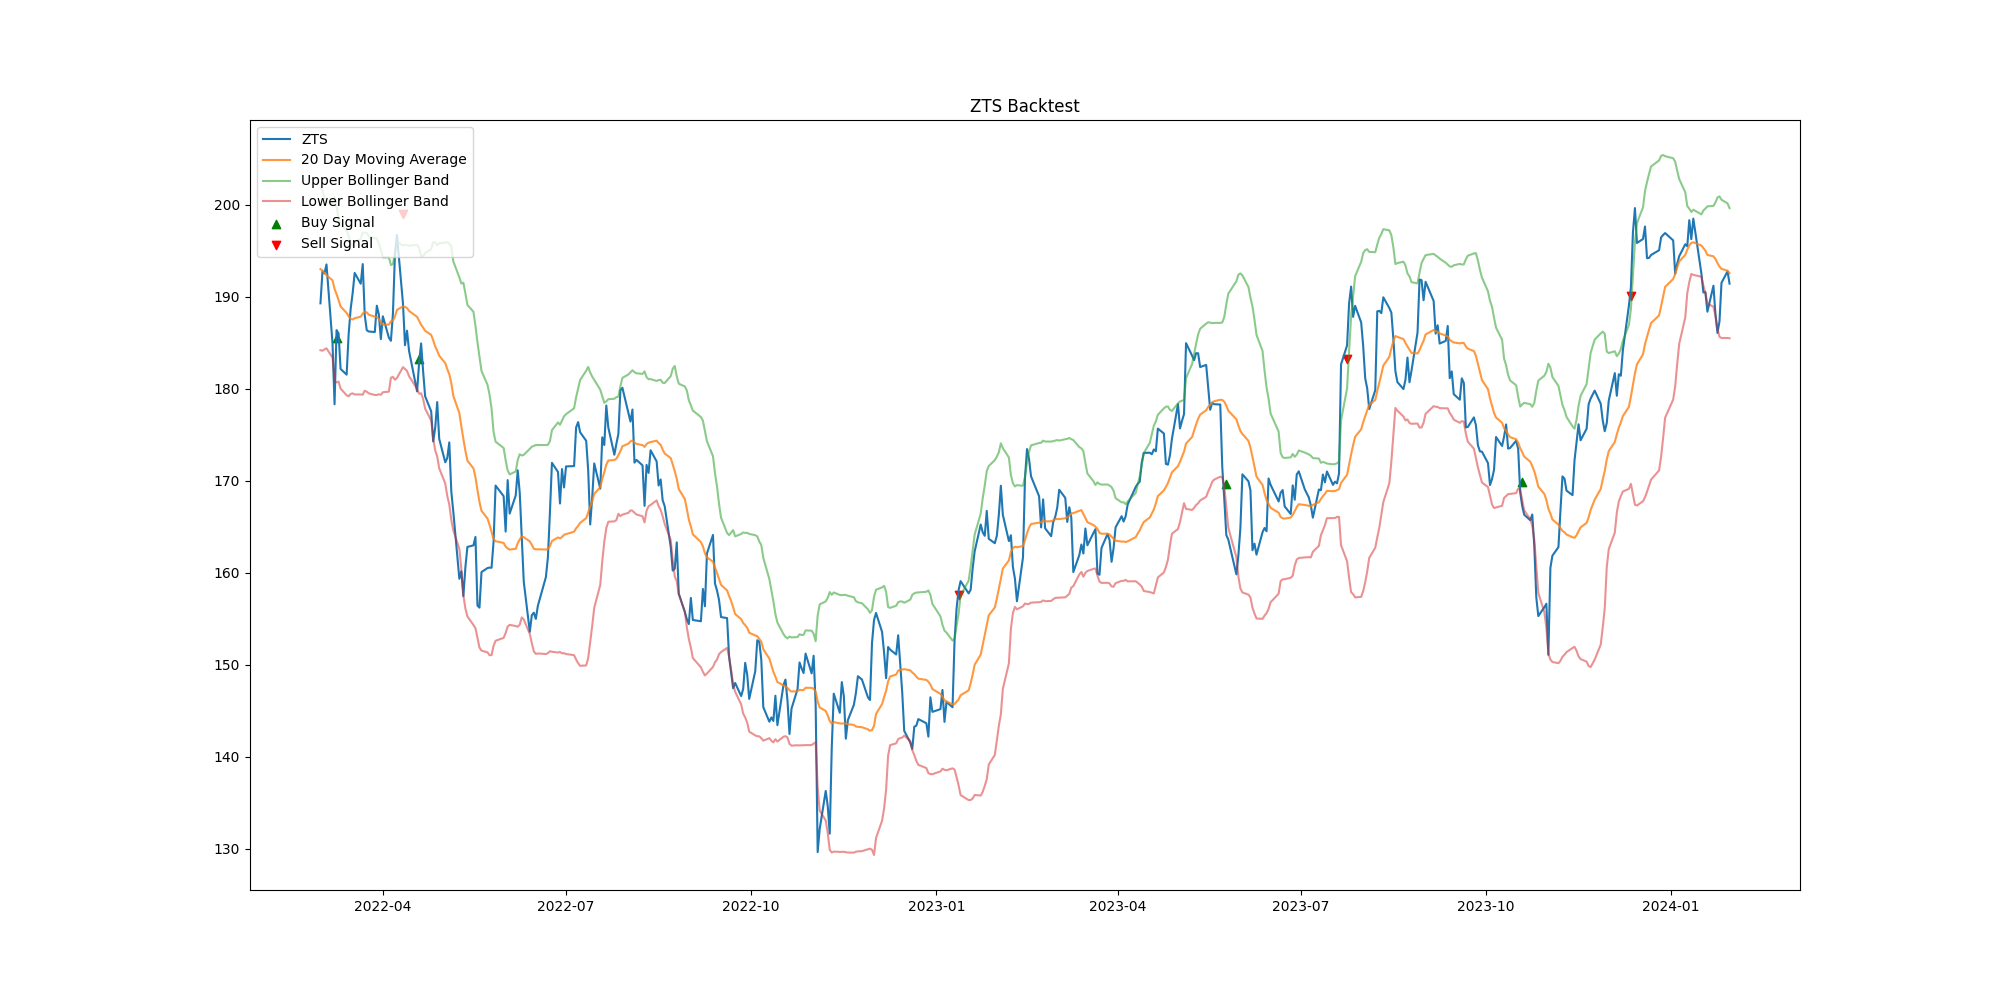 ZTS Backtest
ZTS
20 Day Moving Average
Upper Bollinger Band
Lower Bollinger Band
Buy Signal
Sell Signal
200
190
180
170
160
150
140
130
2022-04 2022-07 2022-10 2023-01 2023-04 2023-07 2023-10 2024-01